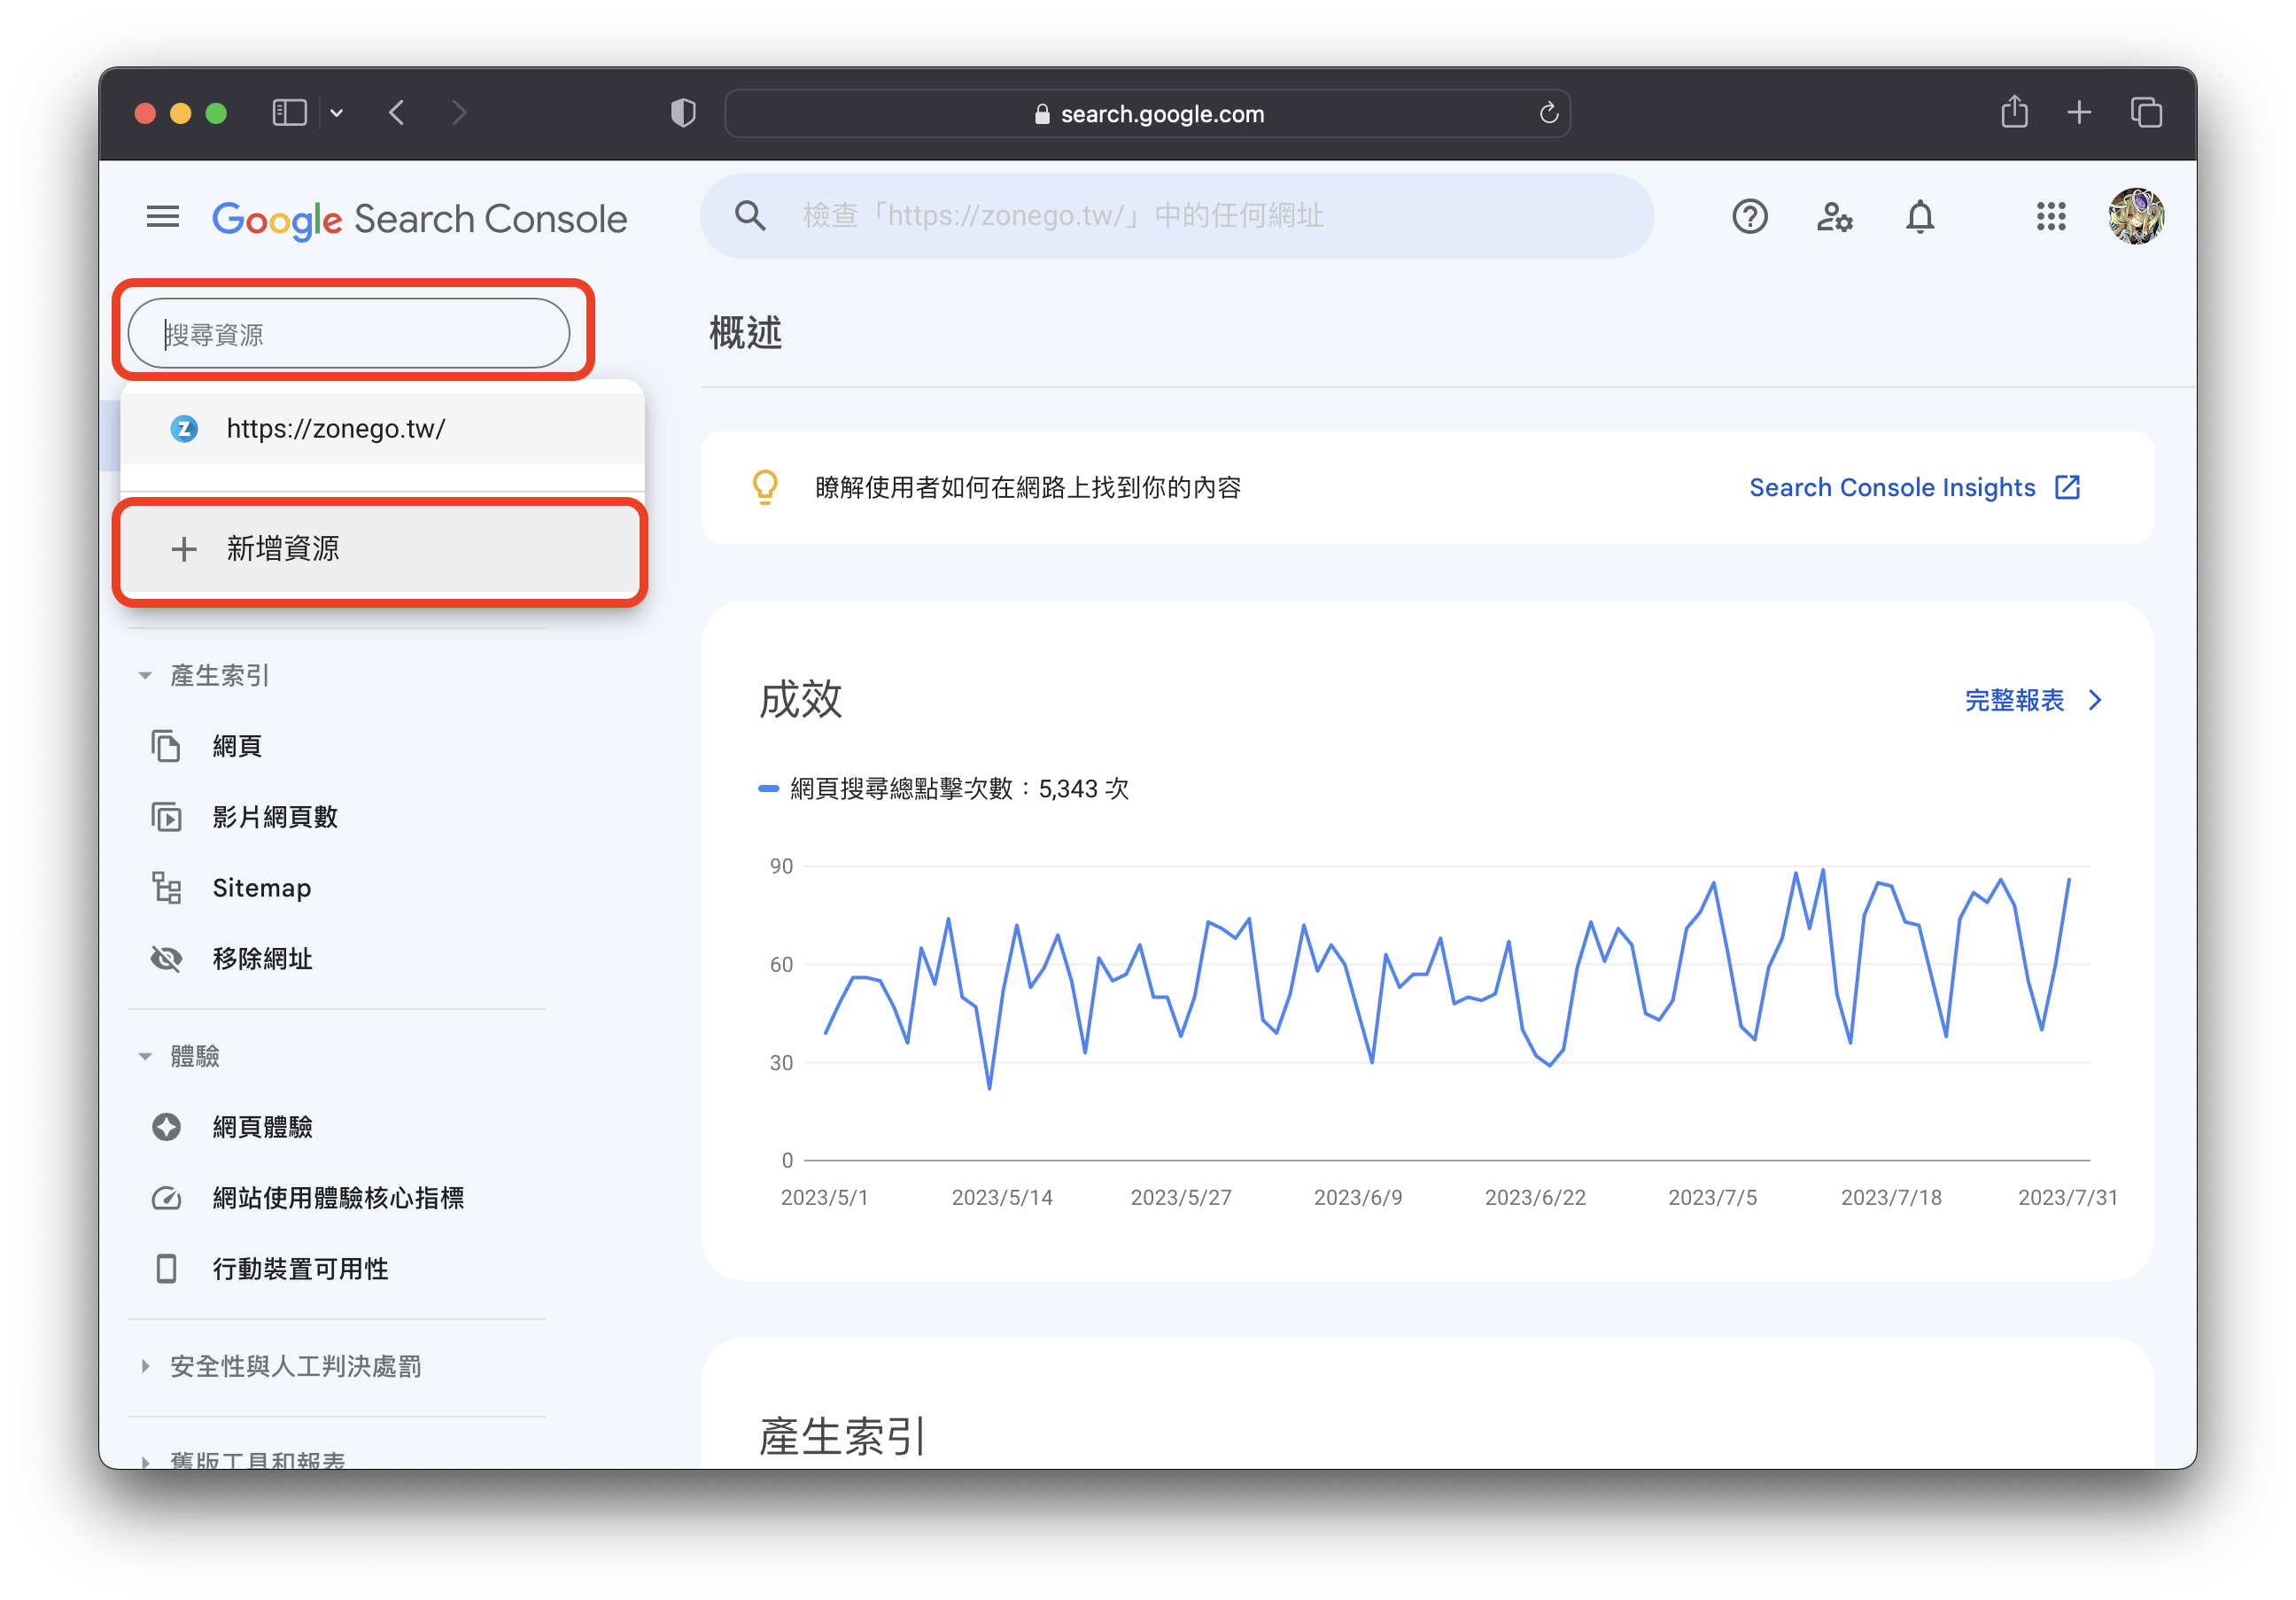 search.google.com
Google Search Console
檢查「https://zonego.tw/」中的任何網址
搜尋資源
https://zonego.tw/
新增資源
產生索引
網頁
影片網頁數
Sitemap
移除網址
體驗
網頁體驗
網站使用體驗核心指標
行動裝置可用性
安全性與人工判決處罰
舊版工具和報表
概述
瞭解使用者如何在網路上找到你的內容
Search Console Insights
成效
完整報表
網頁搜尋總點擊次數：5,343 次
90
60
30
0
2023/5/1 2023/5/14 2023/5/27 2023/6/9 2023/6/22 2023/7/5 2023/7/18 2023/7/31
產生索引